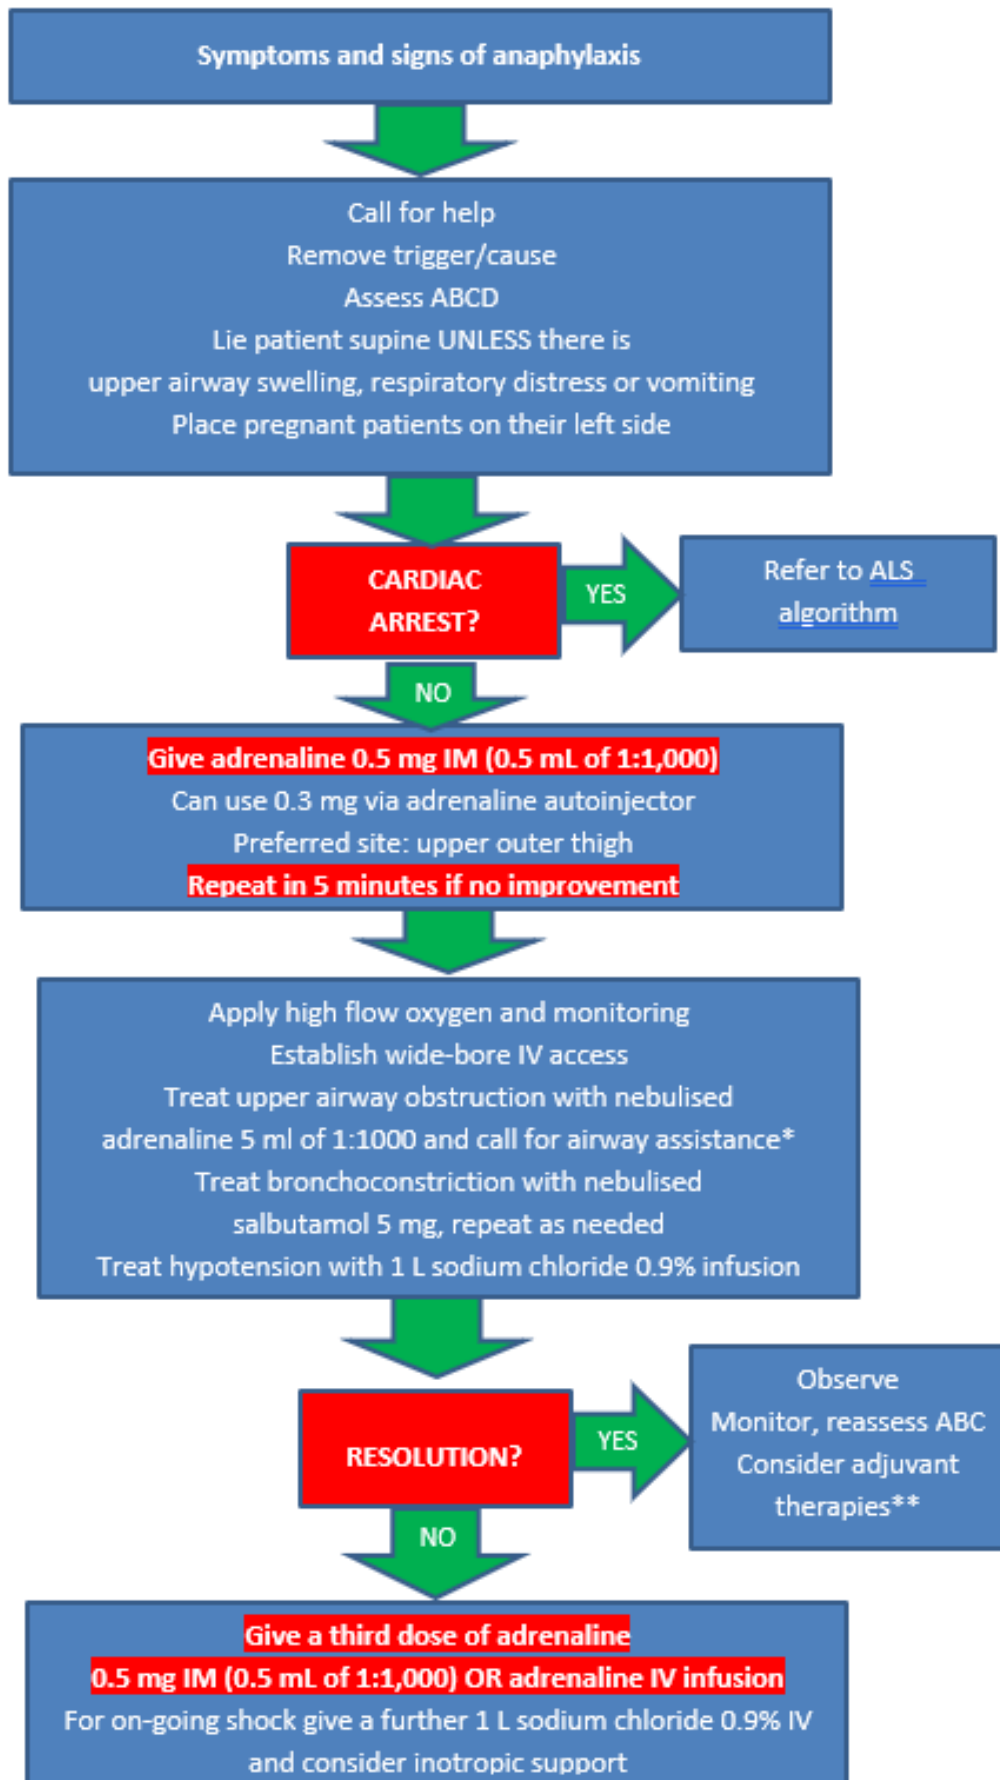 Symptoms and signs of anaphylaxis
Call for help
Remove trigger/cause
Assess ABCD
Lie patient supine UNLESS there is
upper airway swelling, respiratory distress or vomiting
Place pregnant patients on their left side
CARDIAC
ARREST?
YES
Refer to ALS
algorithm
NO
Give adrenaline 0.5 mg IM (0.5 mL of 1:1,000)
Can use 0.3 mg via adrenaline autoinjector
Preferred site: upper outer thigh
Repeat in 5 minutes if no improvement
Apply high flow oxygen and monitoring
Establish wide-bore IV access
Treat upper airway obstruction with nebulised
adrenaline 5 ml of 1:1000 and call for airway assistance*
Treat bronchoconstriction with nebulised
salbutamol 5 mg, repeat as needed
Treat hypotension with 1 L sodium chloride 0.9% infusion
RESOLUTION?
YES
Observe
Monitor, reassess ABC
Consider adjuvant
therapies**
NO
Give a third dose of adrenaline
0.5 mg IM (0.5 mL of 1:1,000) OR adrenaline IV infusion
For on-going shock give a further 1 L sodium chloride 0.9% IV
and consider inotropic support